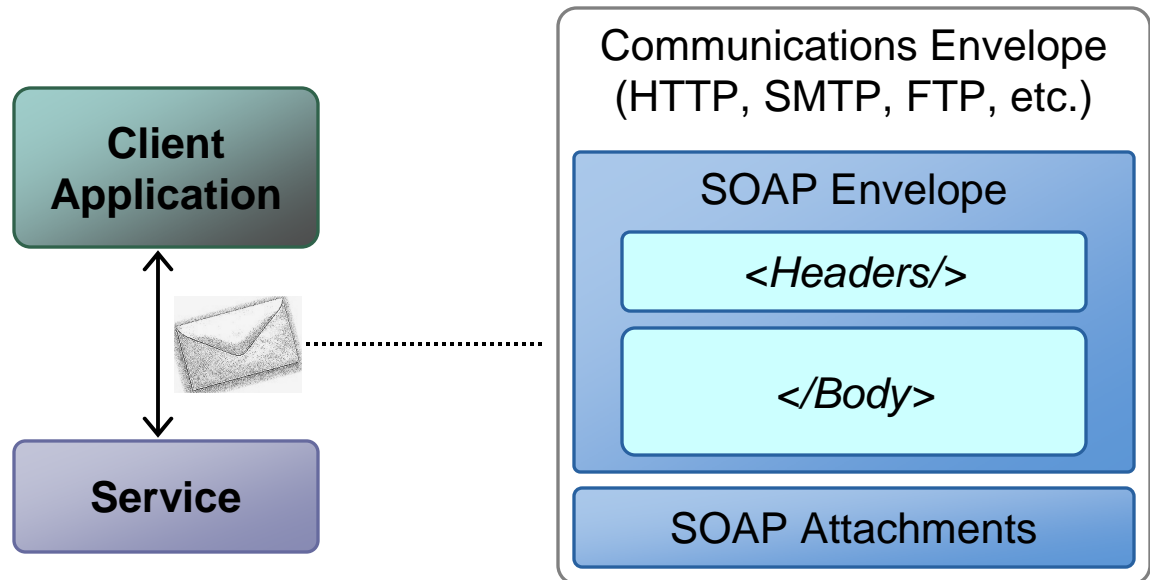 Client
Application
Service
Communications Envelope
(HTTP, SMTP, FTP, etc.)
SOAP Envelope
<Headers/>
</Body>
SOAP Attachments